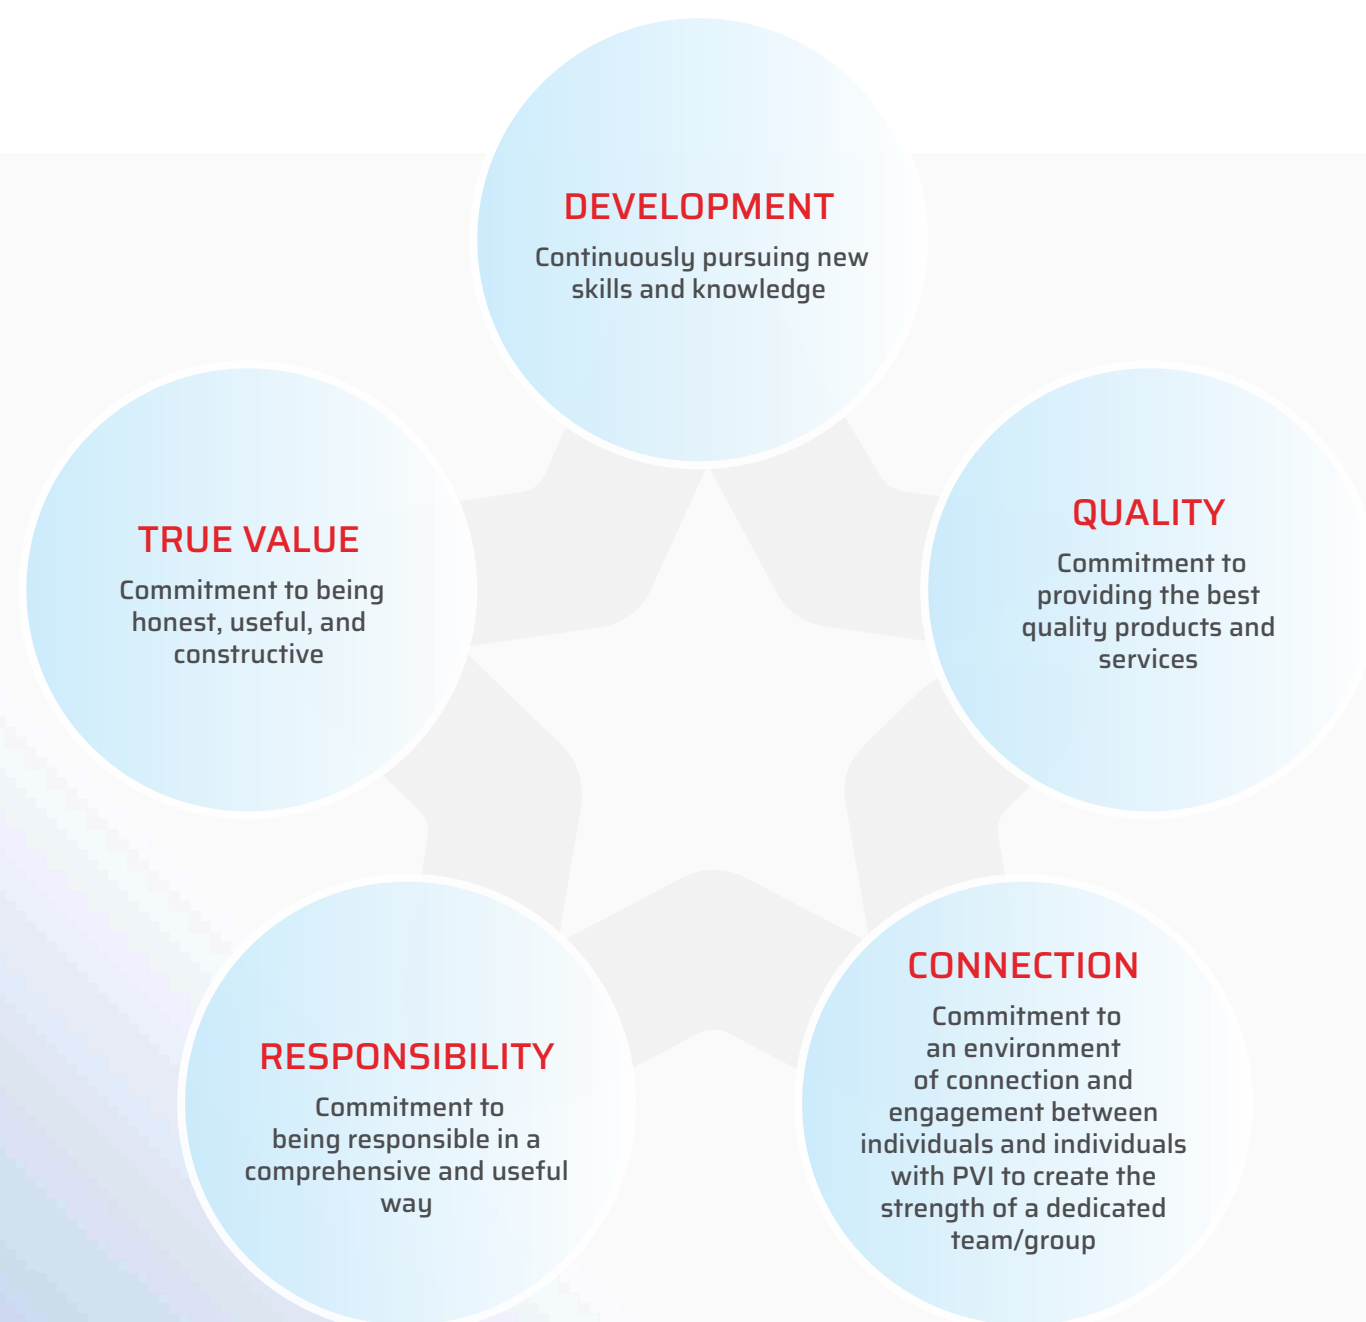 DEVELOPMENT
Continuously pursuing new
skills and knowledge
TRUE VALUE
Commitment to being
honest, useful, and
constructive
QUALITY
Commitment to
providing the best
quality products and
services
RESPONSIBILITY
Commitment to
being responsible in a
comprehensive and useful
way
CONNECTION
Commitment to
an environment
of connection and
engagement between
individuals and individuals
with PVI to create the
strength of a dedicated
team/group